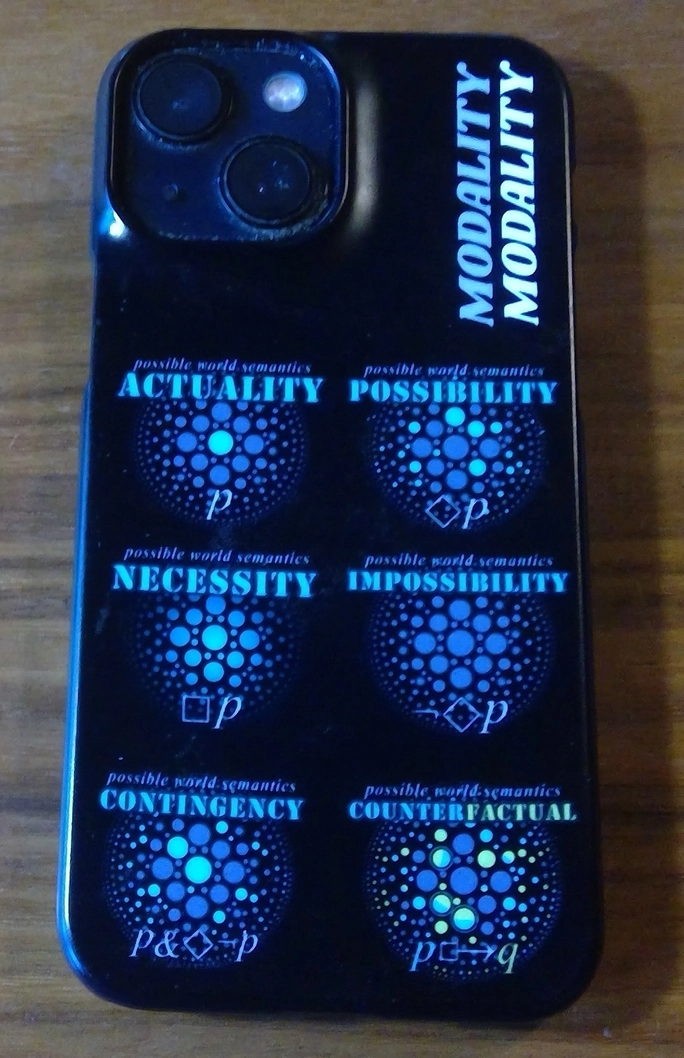 MODALITY
MODALITY
possible world semantics
ACTUALITY
p
possible world semantics
POSSIBILITY
◇p
possible world semantics
NECESSITY
□p
possible world semantics
IMPOSSIBILITY
¬◇p
possible world semantics
CONTINGENCY
p&◇¬p
possible world semantics
COUNTERFACTUAL
p□→q